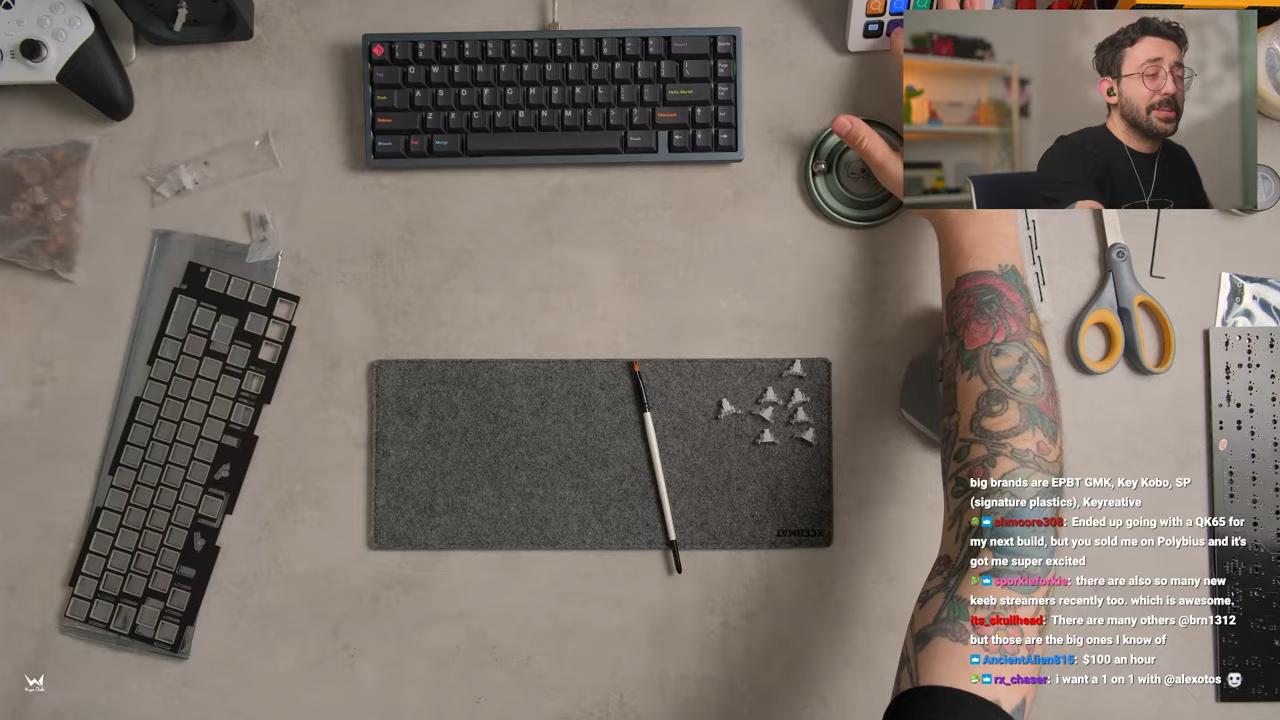 Q W E R T Y U I O P
A S D F G H J K L
Hello, World!
Z X C V B N M
KEEBMAT
big brands are EPBT GMK, Key Kobo, SP
(signature plastics), Keyreative
shmoore308: Ended up going with a QK65 for
my next build, but you sold me on Polybius and it's
got me super excited
sporkieforkie: there are also so many new
keeb streamers recently too. which is awesome.
its_skullhead: There are many others @brn1312
but those are the big ones I know of
AncientAlien815: $100 an hour
rx_chaser: i want a 1 on 1 with @alexotos